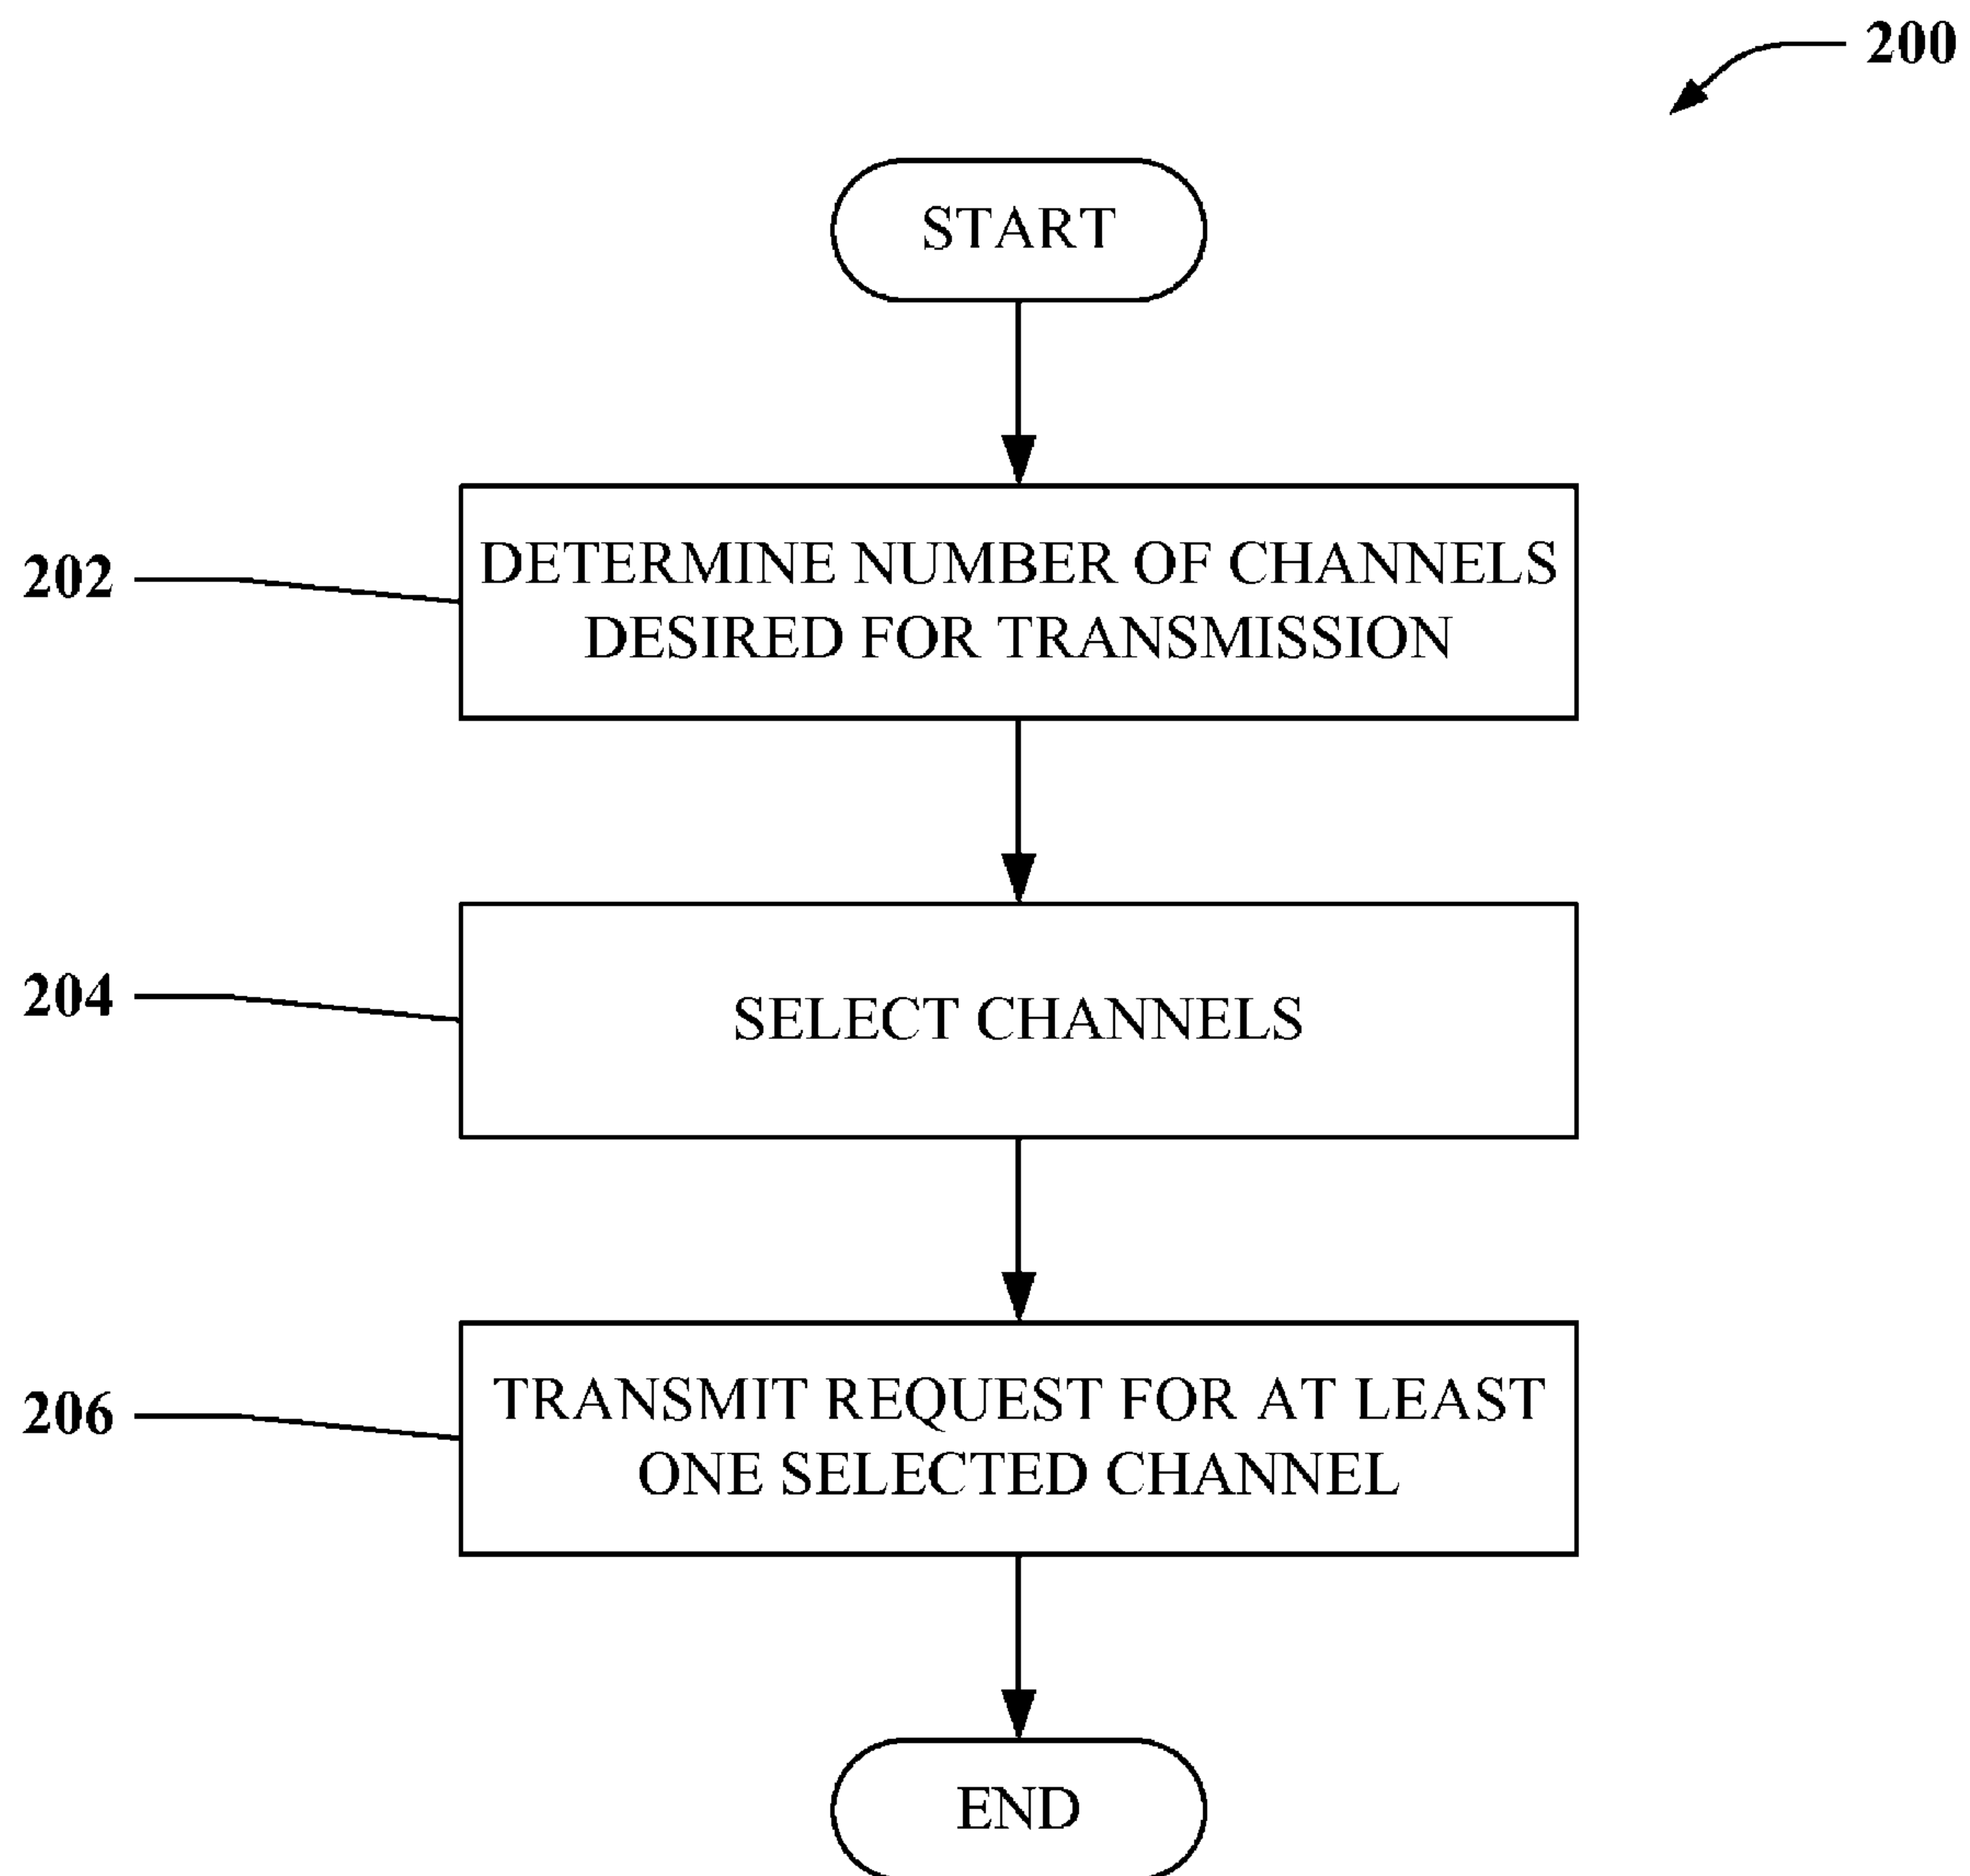 200
START
202
DETERMINE NUMBER OF CHANNELS
DESIRED FOR TRANSMISSION
204
SELECT CHANNELS
206
TRANSMIT REQUEST FOR AT LEAST
ONE SELECTED CHANNEL
END